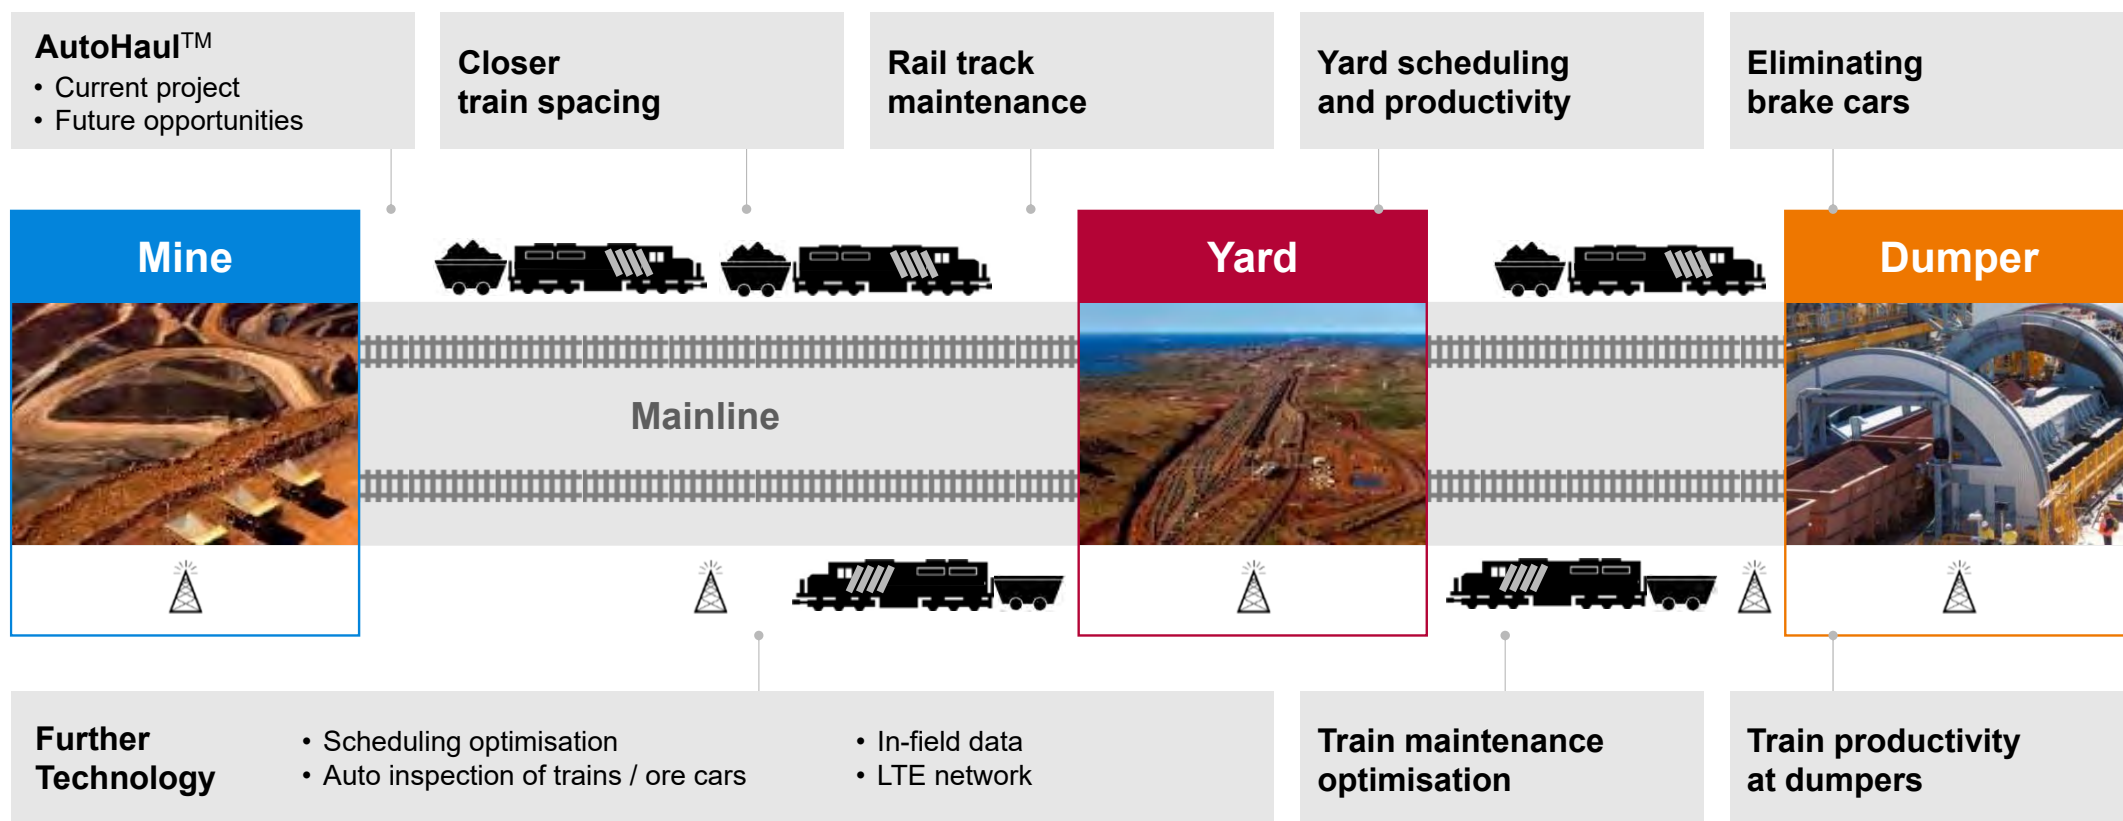 AutoHaul™
• Current project
• Future opportunities
Closer
train spacing
Rail track
maintenance
Yard scheduling
and productivity
Eliminating
brake cars
Mine
Yard
Dumper
Mainline
Further
Technology
• Scheduling optimisation
• Auto inspection of trains / ore cars
• In-field data
• LTE network
Train maintenance
optimisation
Train productivity
at dumpers